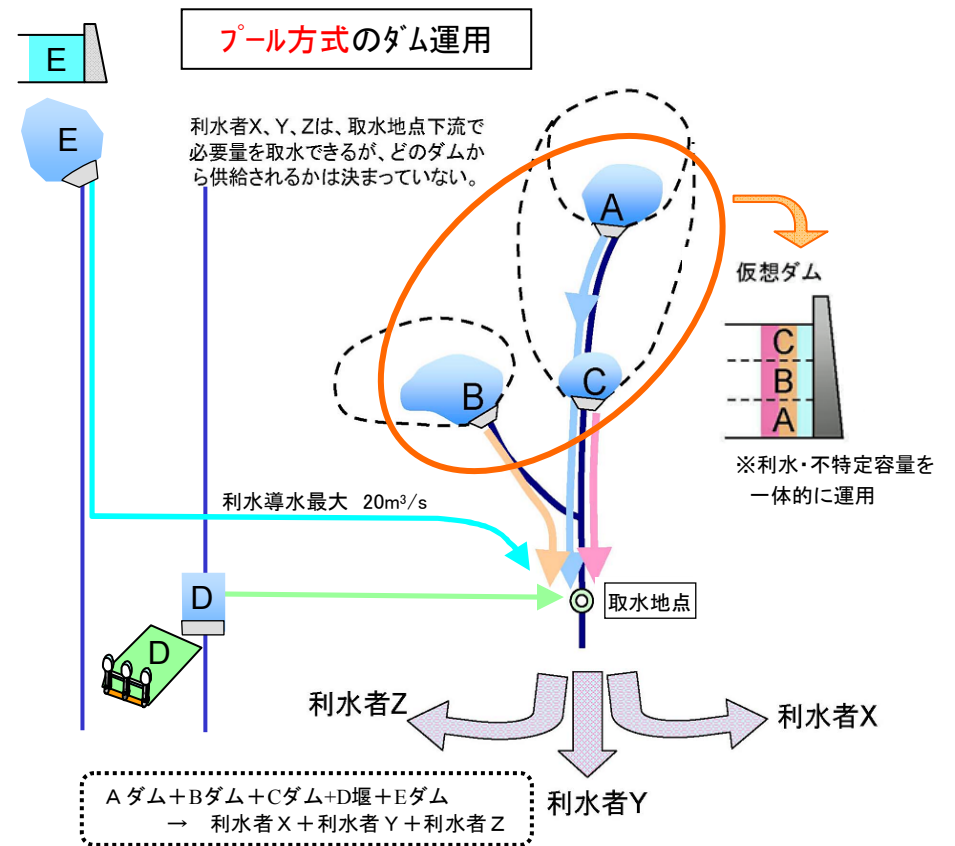 プール方式のダム運用
E
E
利水者X、Y、Zは、取水地点下流で
必要量を取水できるが、どのダムか
ら供給されるかは決まっていない。
A
B
C
仮想ダム
C
B
A
※利水・不特定容量を
一体的に運用
利水導水最大 20m³/s
D
D
取水地点
利水者Z
利水者X
利水者Y
Aダム+Bダム+Cダム+D堰+Eダム
→ 利水者X+利水者Y+利水者Z